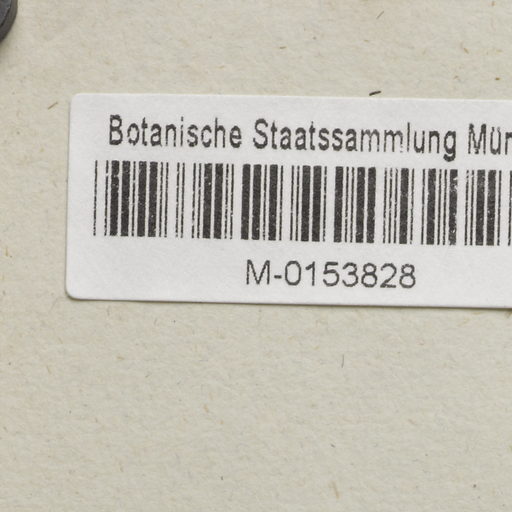 Botanische Staatssammlung Mün
M-0153828